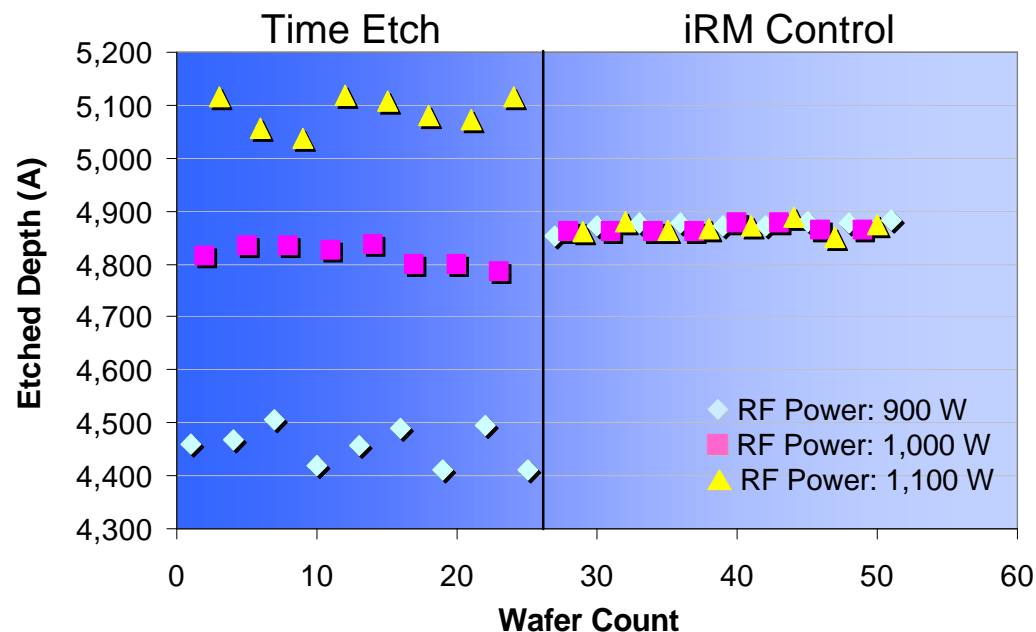 Time Etch iRM Control
5,200
5,100
5,000
4,900
4,800
4,700
4,600
4,500
4,400
4,300
Etched Depth (A)
RF Power: 900 W
RF Power: 1,000 W
RF Power: 1,100 W
0 10 20 30 40 50 60
Wafer Count